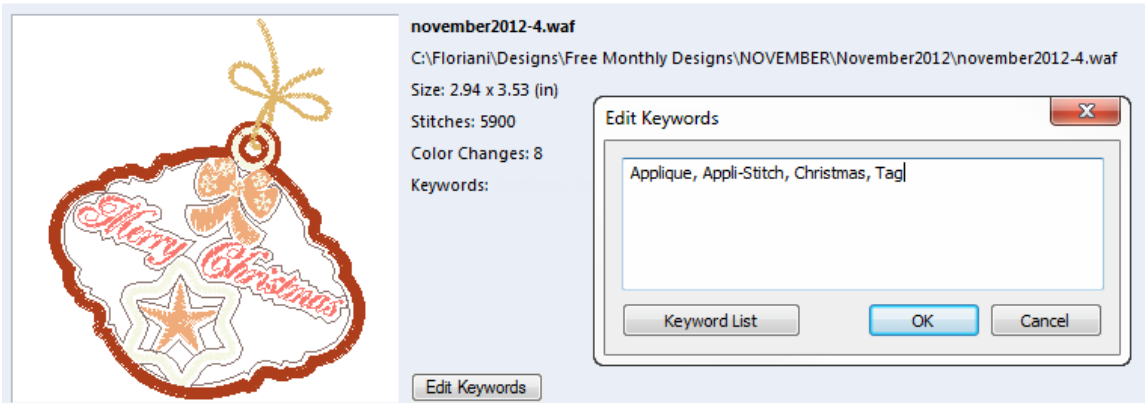 november2012-4.waf
C:\Floriani\Designs\Free Monthly Designs\NOVEMBER\November2012\november2012-4.waf
Size: 2.94 x 3.53 (in)
Stitches: 5900
Color Changes: 8
Keywords:
Edit Keywords
Merry Christmas
Edit Keywords
x
Applique, Appli-Stitch, Christmas, Tag
Keyword List
OK
Cancel